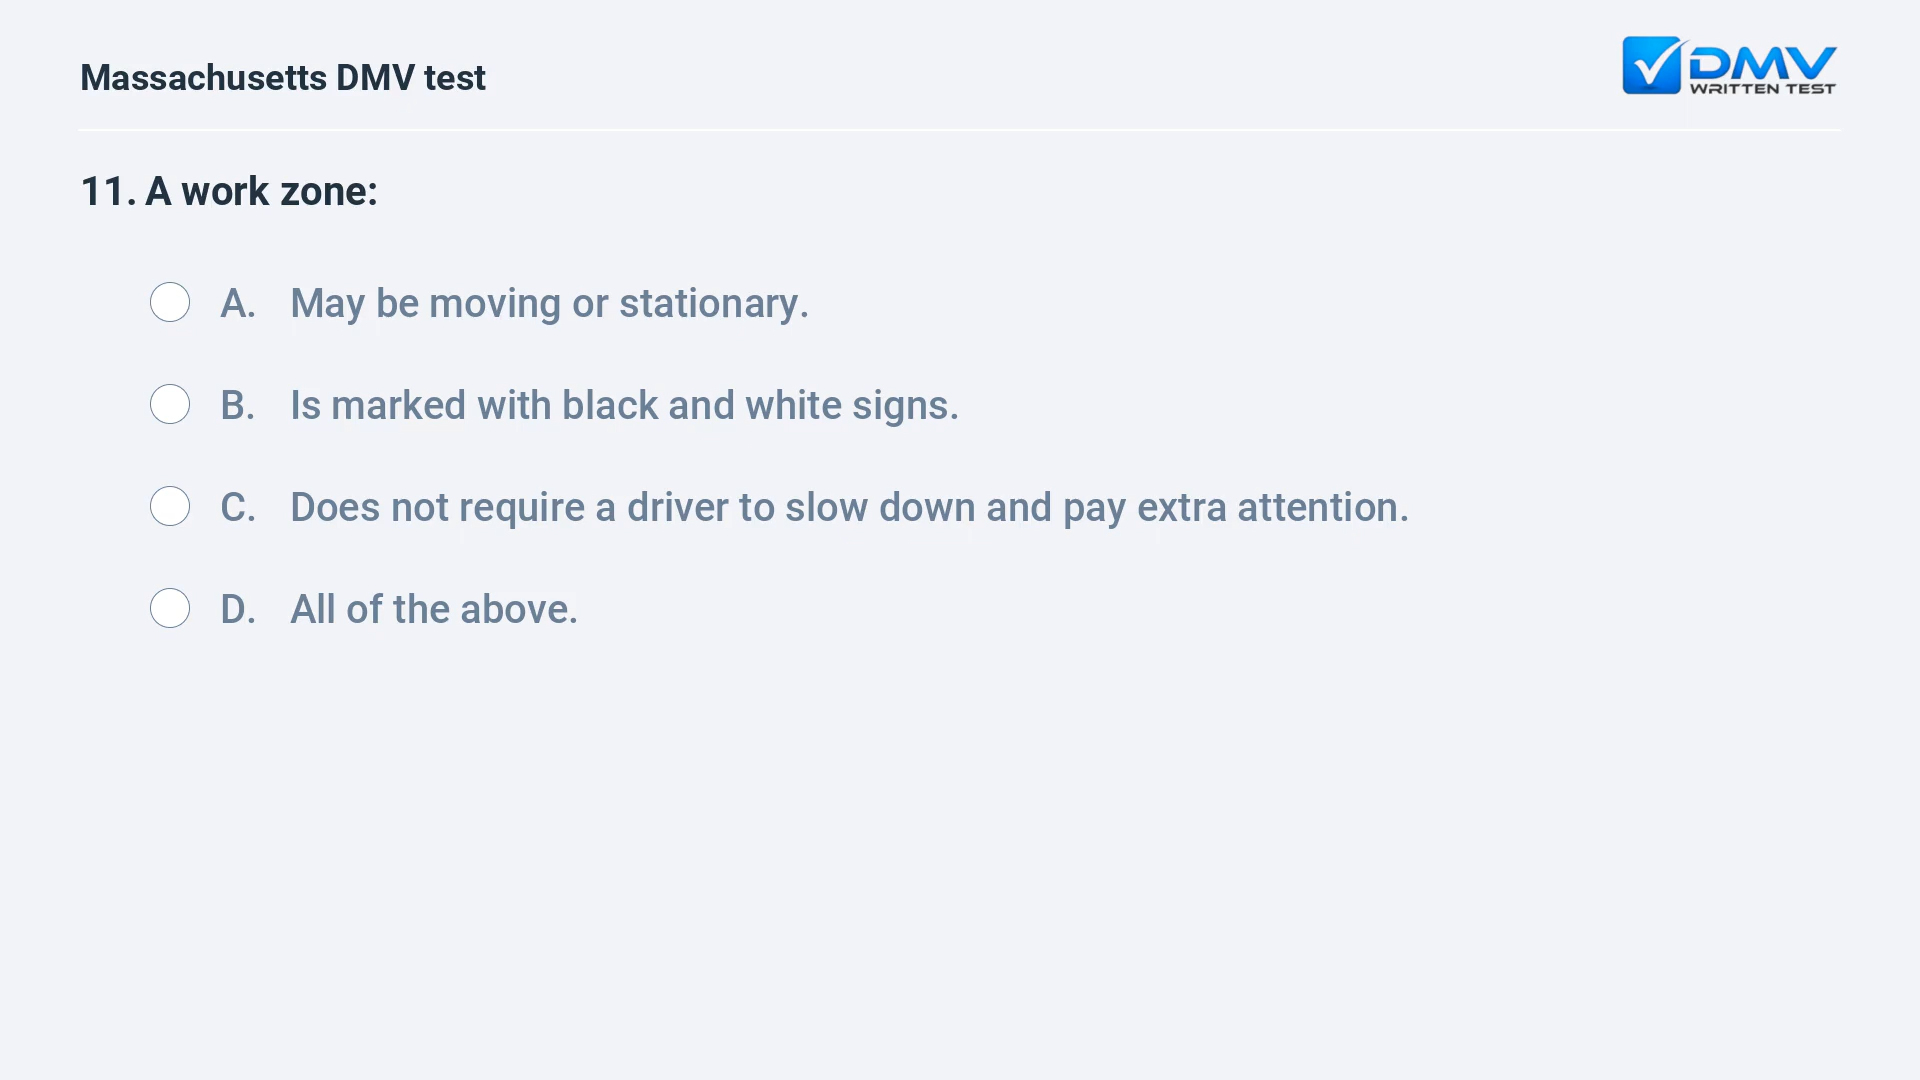 Massachusetts DMV test
DMV
WRITTEN TEST
11. A work zone:
A. May be moving or stationary.
B. Is marked with black and white signs.
C. Does not require a driver to slow down and pay extra attention.
D. All of the above.